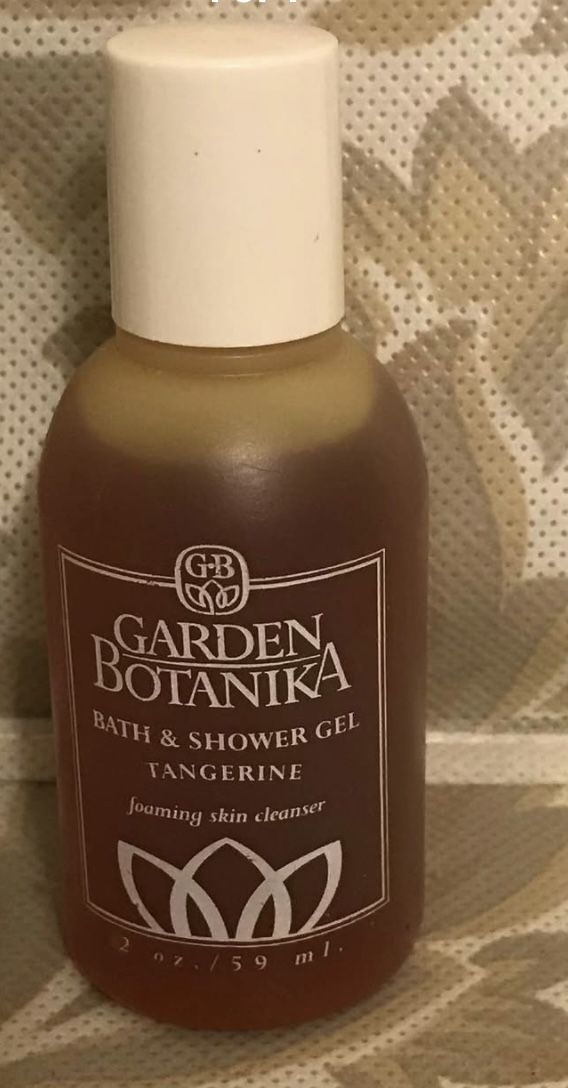 G·B
GARDEN
BOTANIKA
BATH & SHOWER GEL
TANGERINE
foaming skin cleanser
2 oz./59 ml.